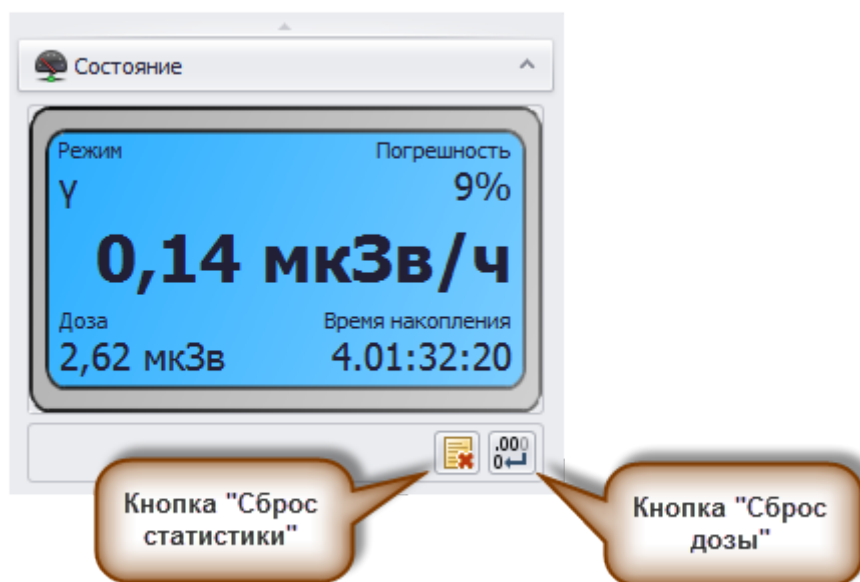 Состояние
Режим
Погрешность
γ
9%
0,14 мкЗв/ч
Доза
Время накопления
2,62 мкЗв
4.01:32:20
.000
0
Кнопка "Сброс
статистики"
Кнопка "Сброс
дозы"